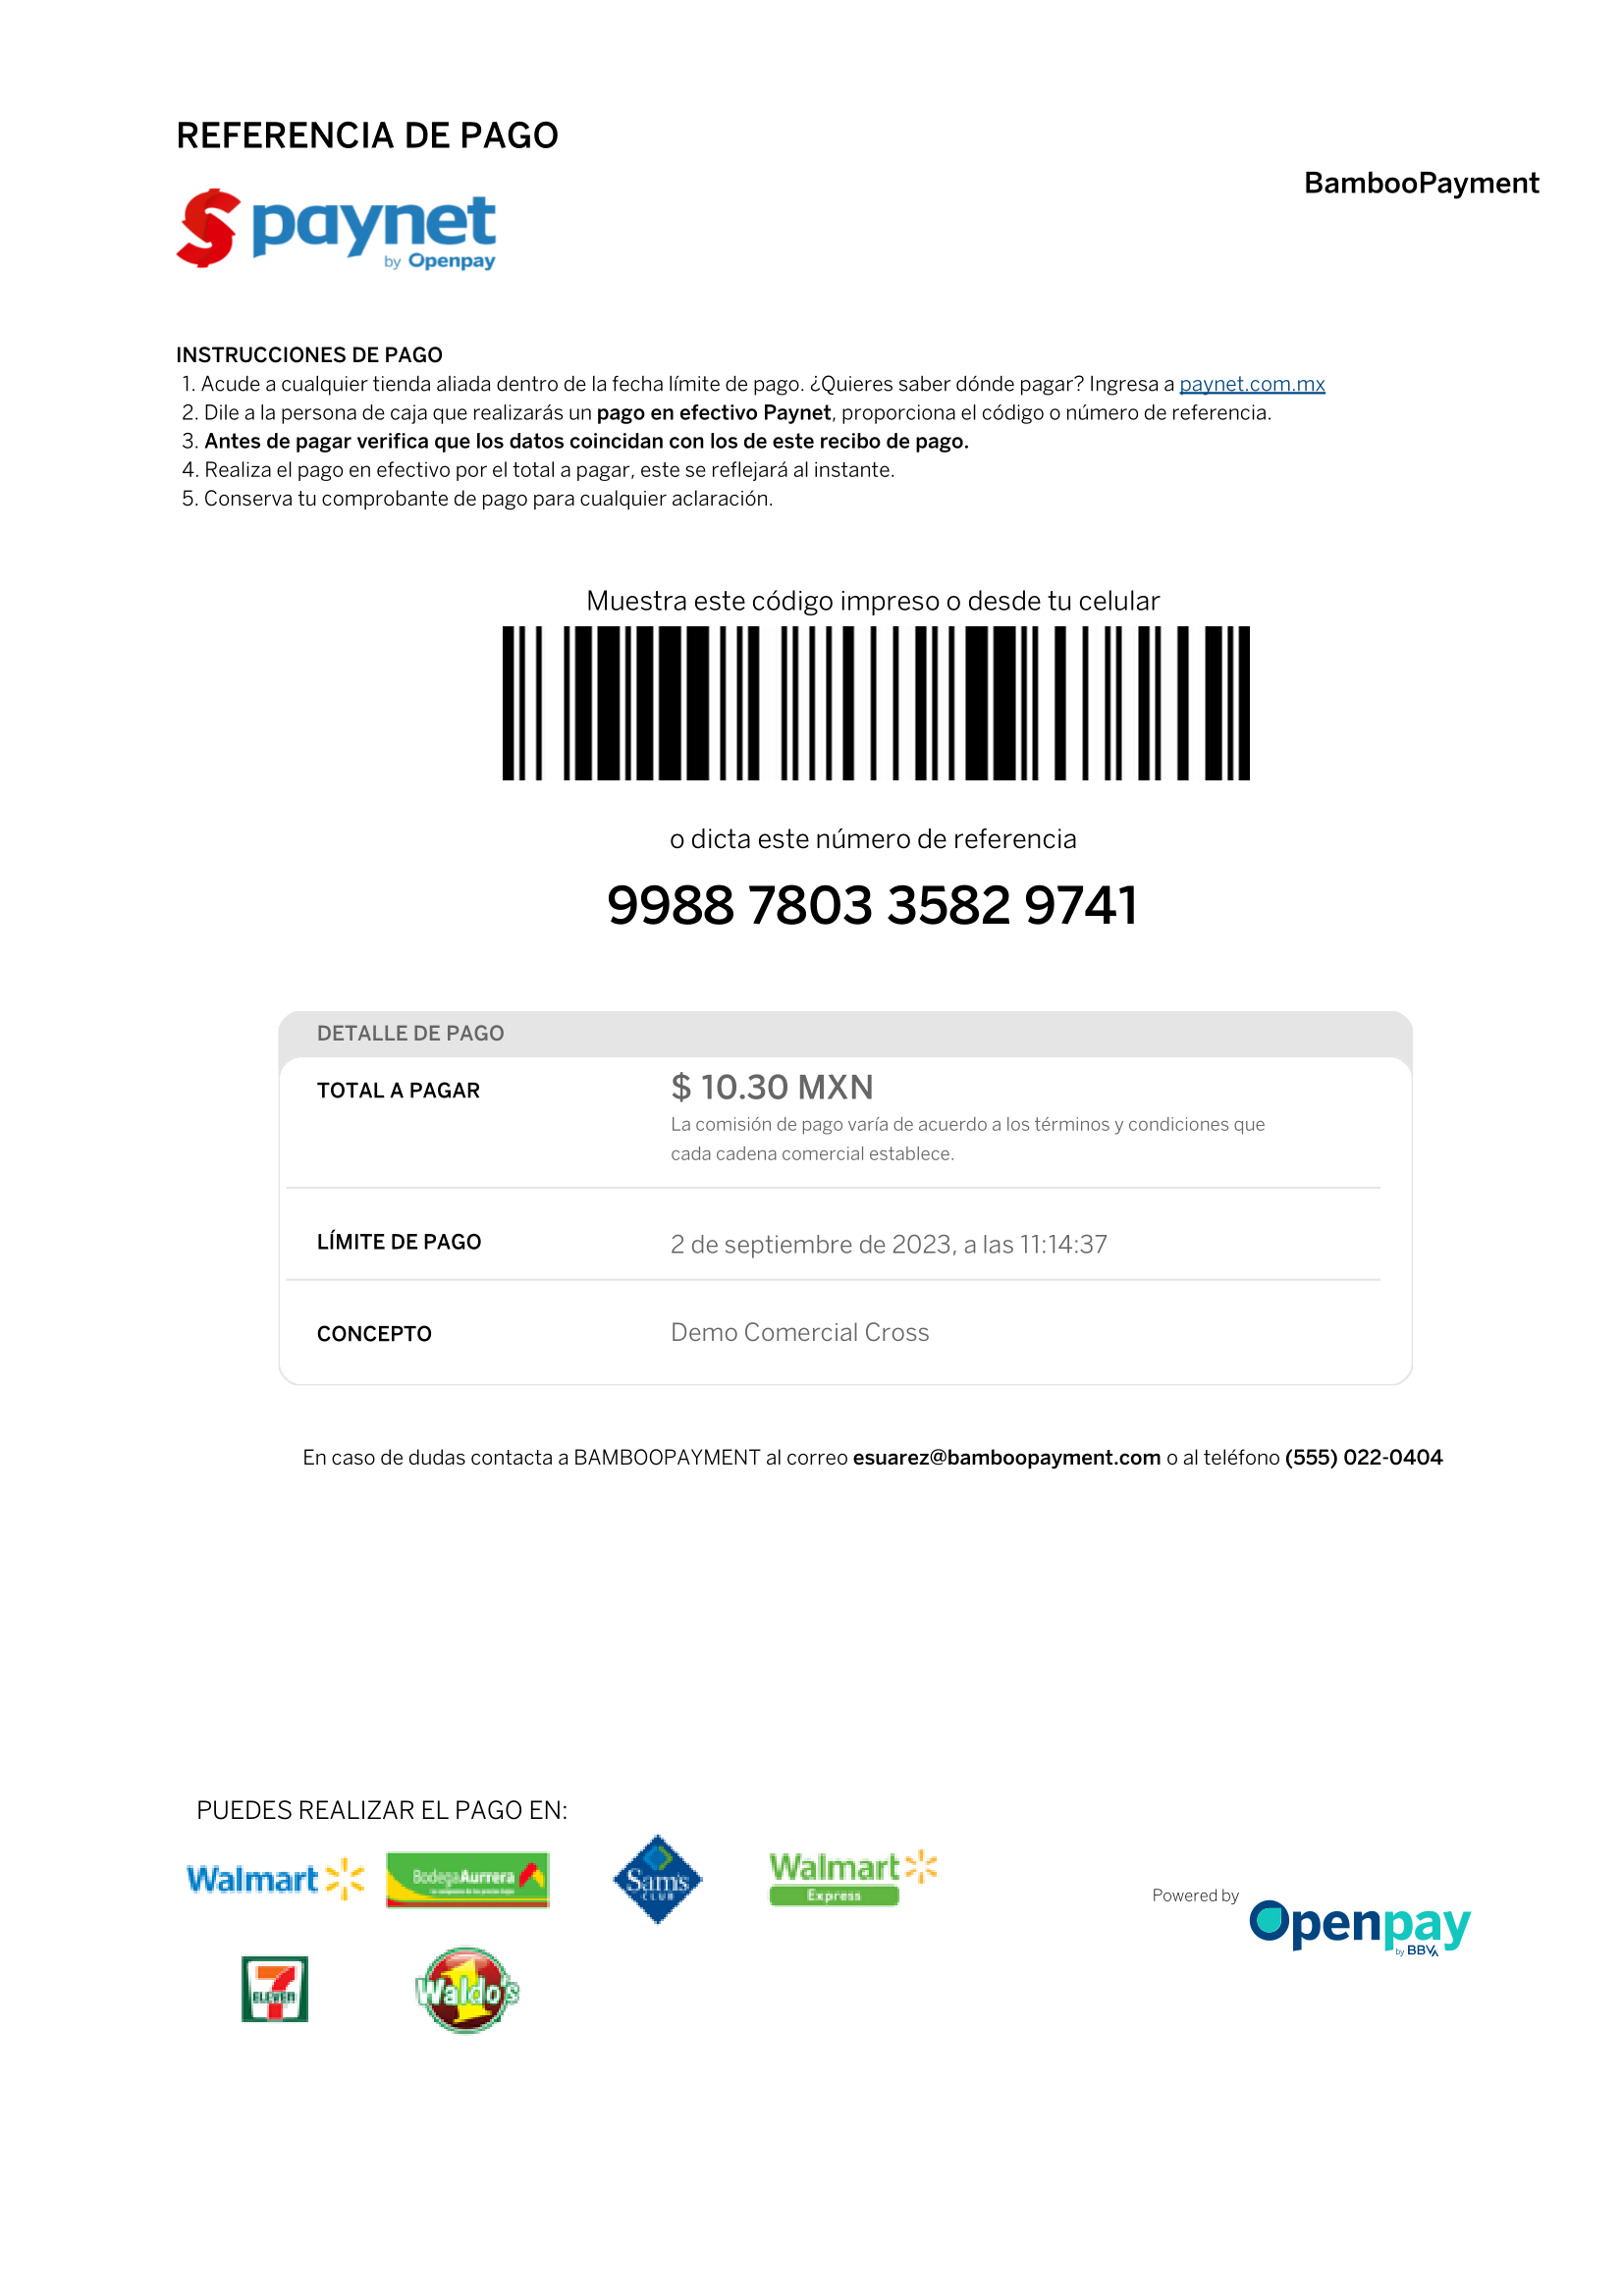 REFERENCIA DE PAGO
BambooPayment
paynet
by Openpay
INSTRUCCIONES DE PAGO
1. Acude a cualquier tienda aliada dentro de la fecha límite de pago. ¿Quieres saber dónde pagar? Ingresa a paynet.com.mx
2. Dile a la persona de caja que realizarás un pago en efectivo Paynet, proporciona el código o número de referencia.
3. Antes de pagar verifica que los datos coincidan con los de este recibo de pago.
4. Realiza el pago en efectivo por el total a pagar, este se reflejará al instante.
5. Conserva tu comprobante de pago para cualquier aclaración.
Muestra este código impreso o desde tu celular
o dicta este número de referencia
9988 7803 3582 9741
DETALLE DE PAGO
TOTAL A PAGAR
$ 10.30 MXN
La comisión de pago varía de acuerdo a los términos y condiciones que
cada cadena comercial establece.
LÍMITE DE PAGO
2 de septiembre de 2023, a las 11:14:37
CONCEPTO
Demo Comercial Cross
En caso de dudas contacta a BAMBOOPAYMENT al correo esuarez@bamboopayment.com o al teléfono (555) 022-0404
PUEDES REALIZAR EL PAGO EN:
Walmart
Bodega Aurrera
Sam's
CLUB
Walmart
Express
Powered by
Openpay
by BBVA
7
ELEVEN
Waldo's